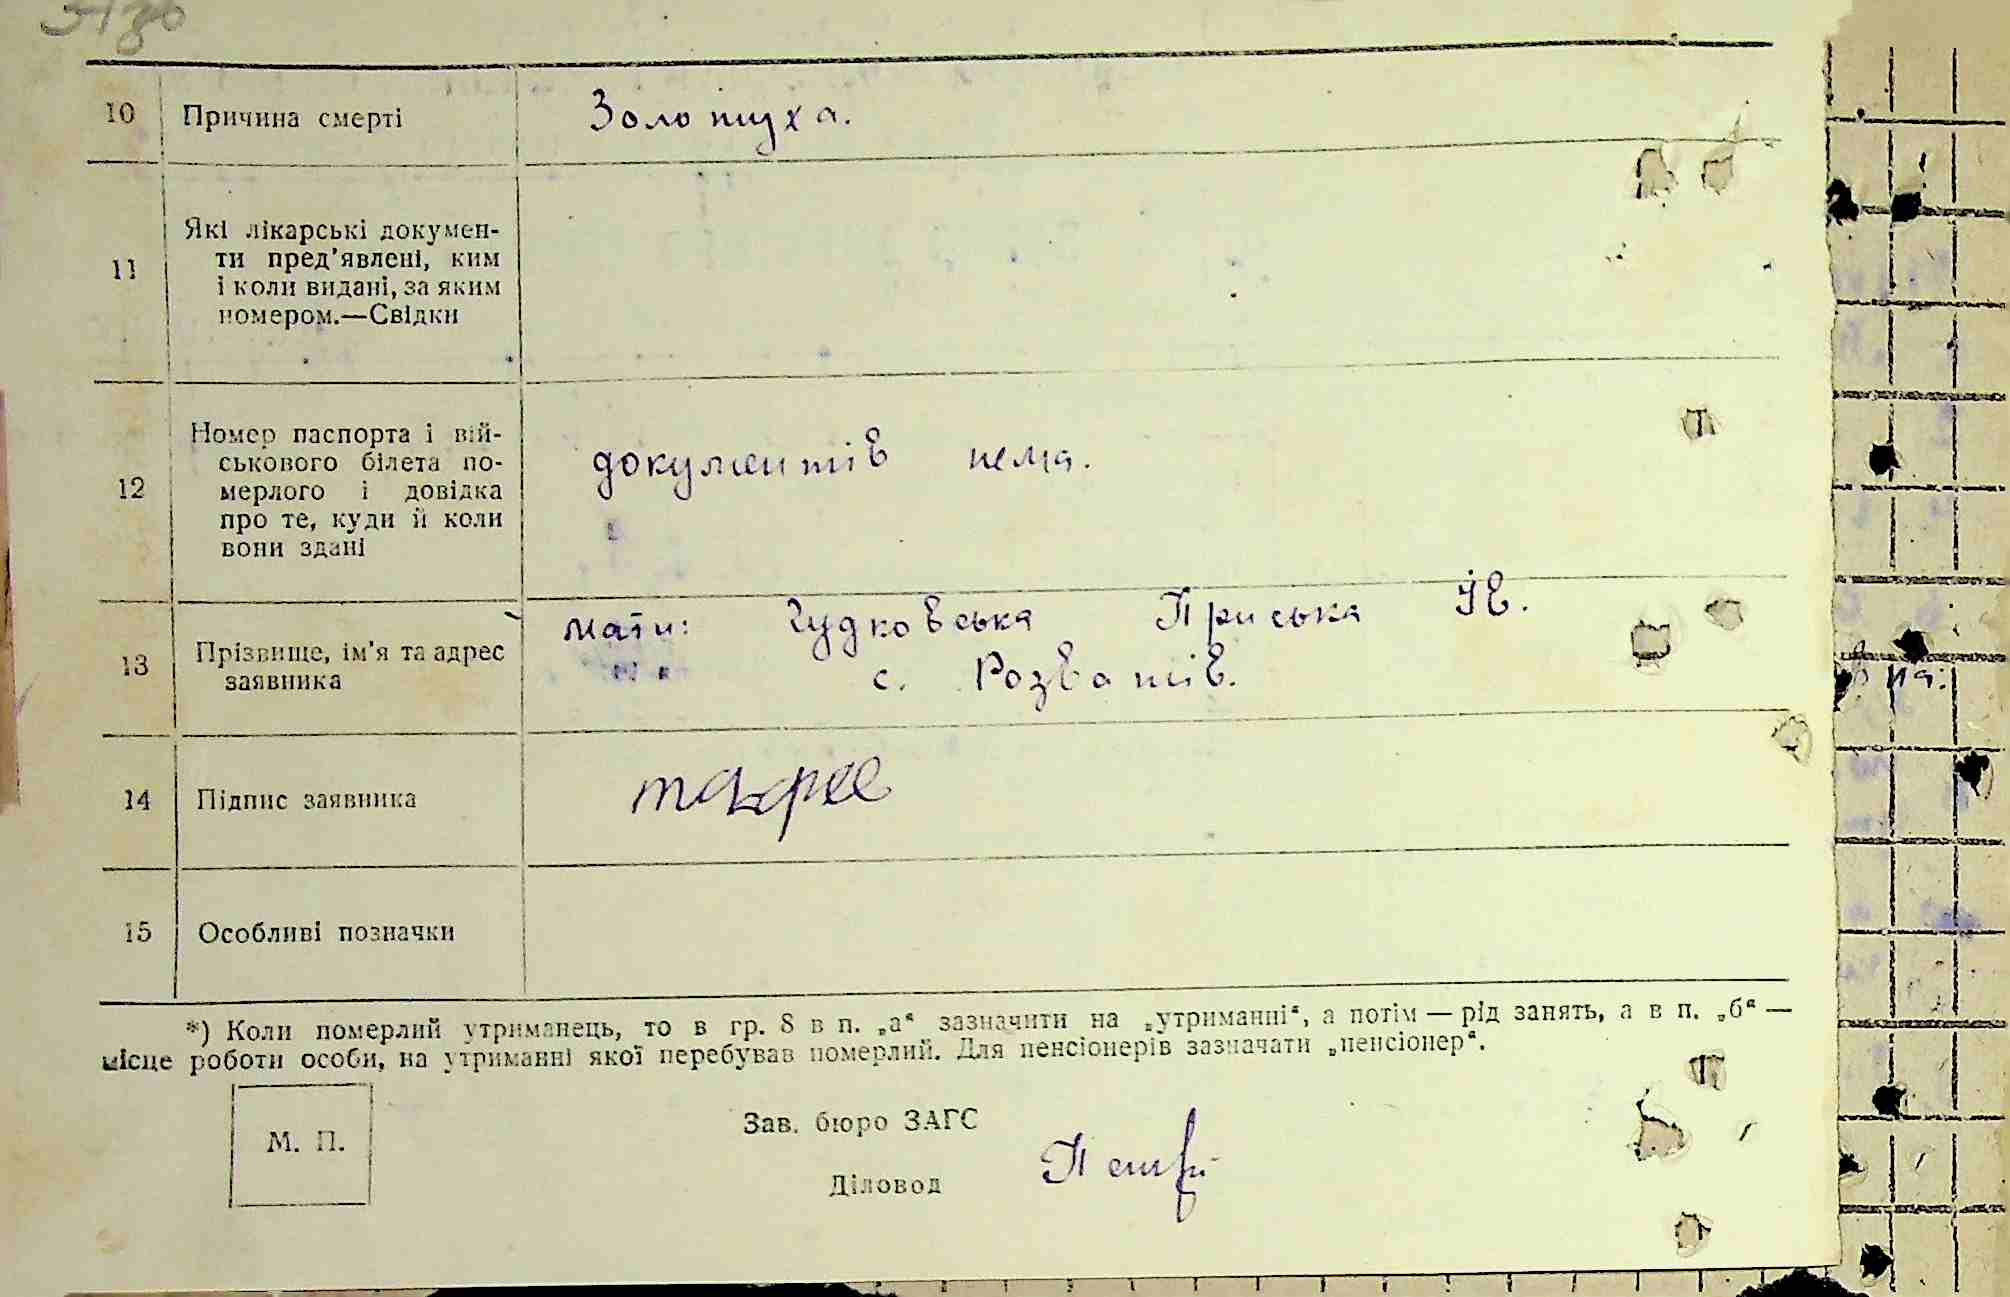 10 Причина смерті Золотуха.
11 Які лікарські докумен-
ти пред'явлені, ким
і коли видані, за яким
номером.—Свідки
12 Номер паспорта і вій-
ськового білета по-
мерлого і довідка
про те, куди й коли
вони здані
документів нема.
13 Прізвище, ім'я та адрес
заявника
Мати: Гудковська Приська
с. Розватів.
14 Підпис заявника
15 Особливі позначки
*) Коли померлий утриманець, то в гр. 8 в п. „а“ зазначити на „утриманні“, а потім — рід занять, а в п. „б“ —
місце роботи особи, на утриманні якої перебував померлий. Для пенсіонерів зазначати „пенсіонер“.
М. П.
Зав. бюро ЗАГС
Діловод